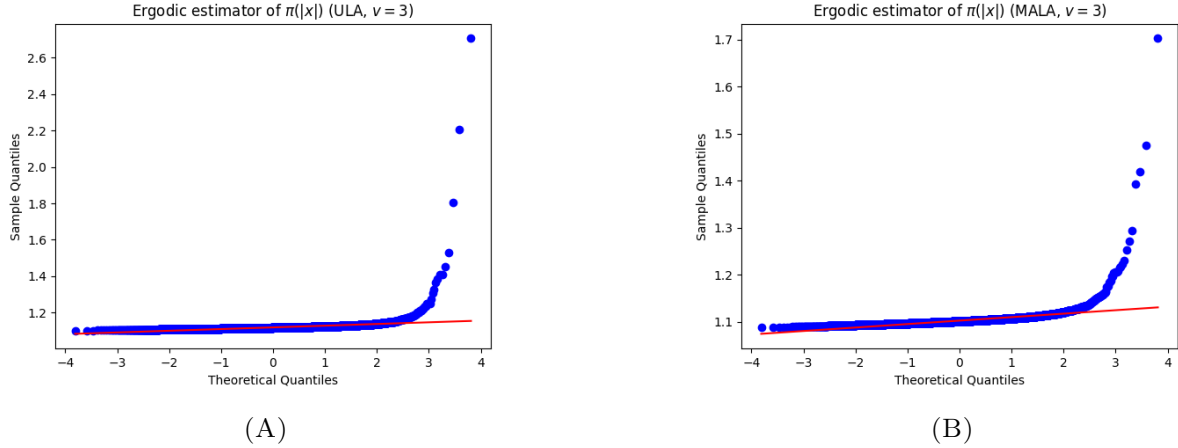 Ergodic estimator of π(|x|) (ULA, v = 3)
Sample Quantiles
2.6
2.4
2.2
2.0
1.8
1.6
1.4
1.2
−4 −3 −2 −1 0 1 2 3 4
Theoretical Quantiles
(A)
Ergodic estimator of π(|x|) (MALA, v = 3)
Sample Quantiles
1.7
1.6
1.5
1.4
1.3
1.2
1.1
−4 −3 −2 −1 0 1 2 3 4
Theoretical Quantiles
(B)